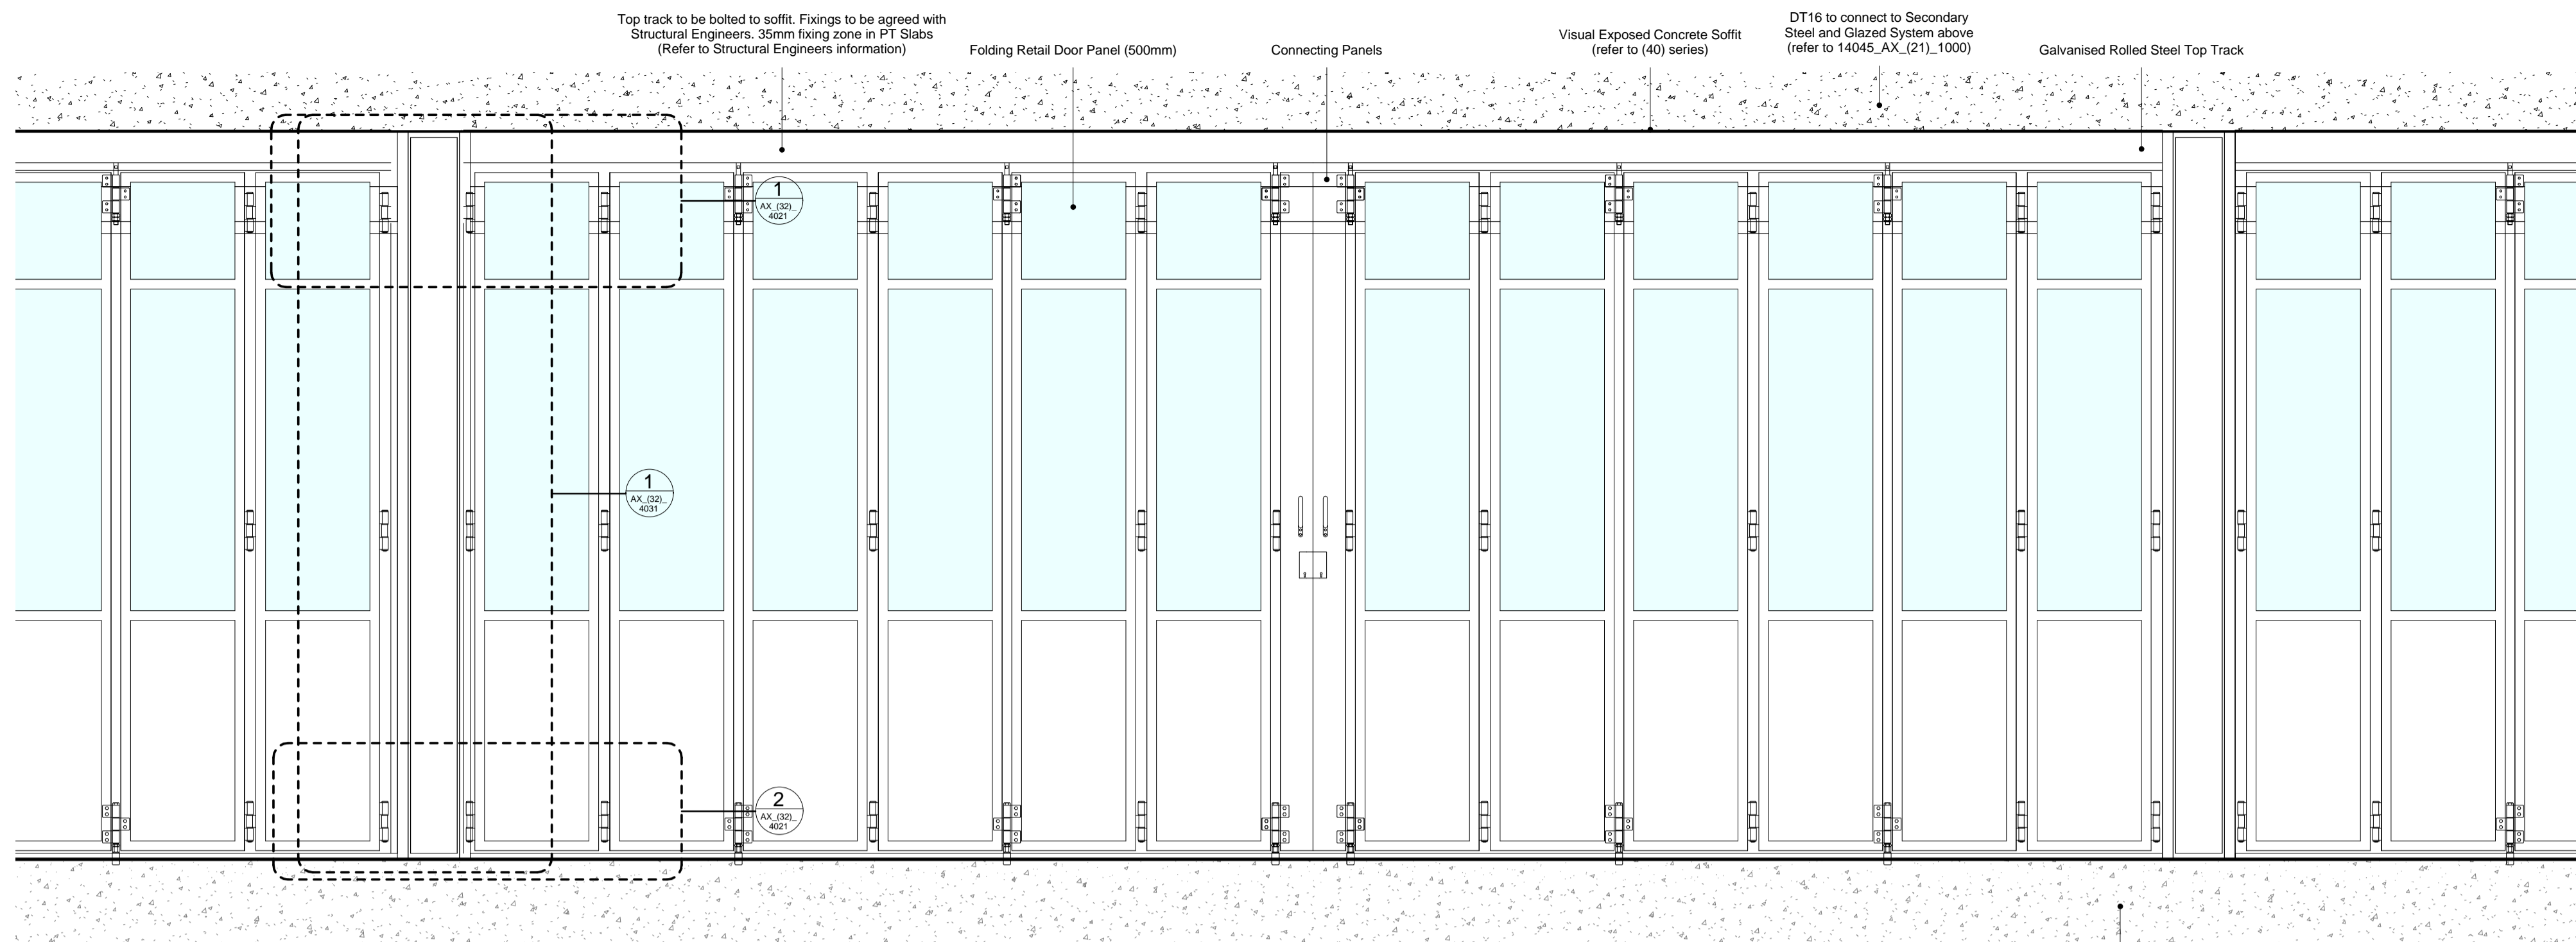 Top track to be bolted to soffit. Fixings to be agreed with
Structural Engineers. 35mm fixing zone in PT Slabs
(Refer to Structural Engineers information)
Folding Retail Door Panel (500mm)
Connecting Panels
Visual Exposed Concrete Soffit
(refer to (40) series)
DT16 to connect to Secondary
Steel and Glazed System above
(refer to 14045_AX_(21)_1000)
Galvanised Rolled Steel Top Track
1
AX_(32)_
4021
1
AX_(32)_
4031
2
AX_(32)_
4021